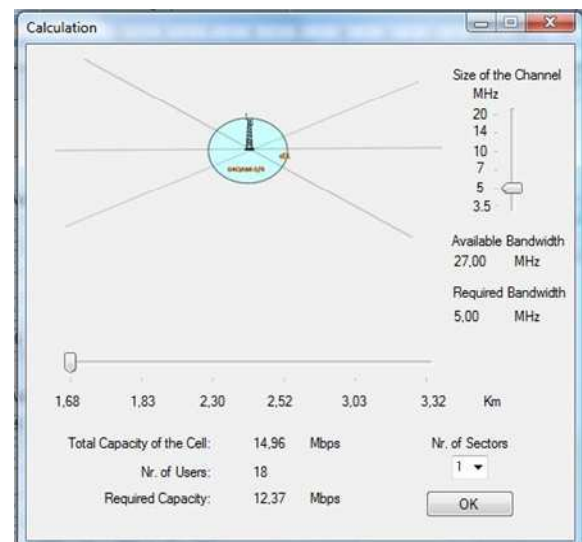 Calculation
Size of the Channel
MHz
20
14
10
7
5
3.5
Available Bandwidth
27,00 MHz
Required Bandwidth
5,00 MHz
1,68 1,83 2,30 2,52 3,03 3,32 Km
Total Capacity of the Cell: 14,96 Mbps
Nr. of Users: 18
Required Capacity: 12,37 Mbps
Nr. of Sectors
1
OK